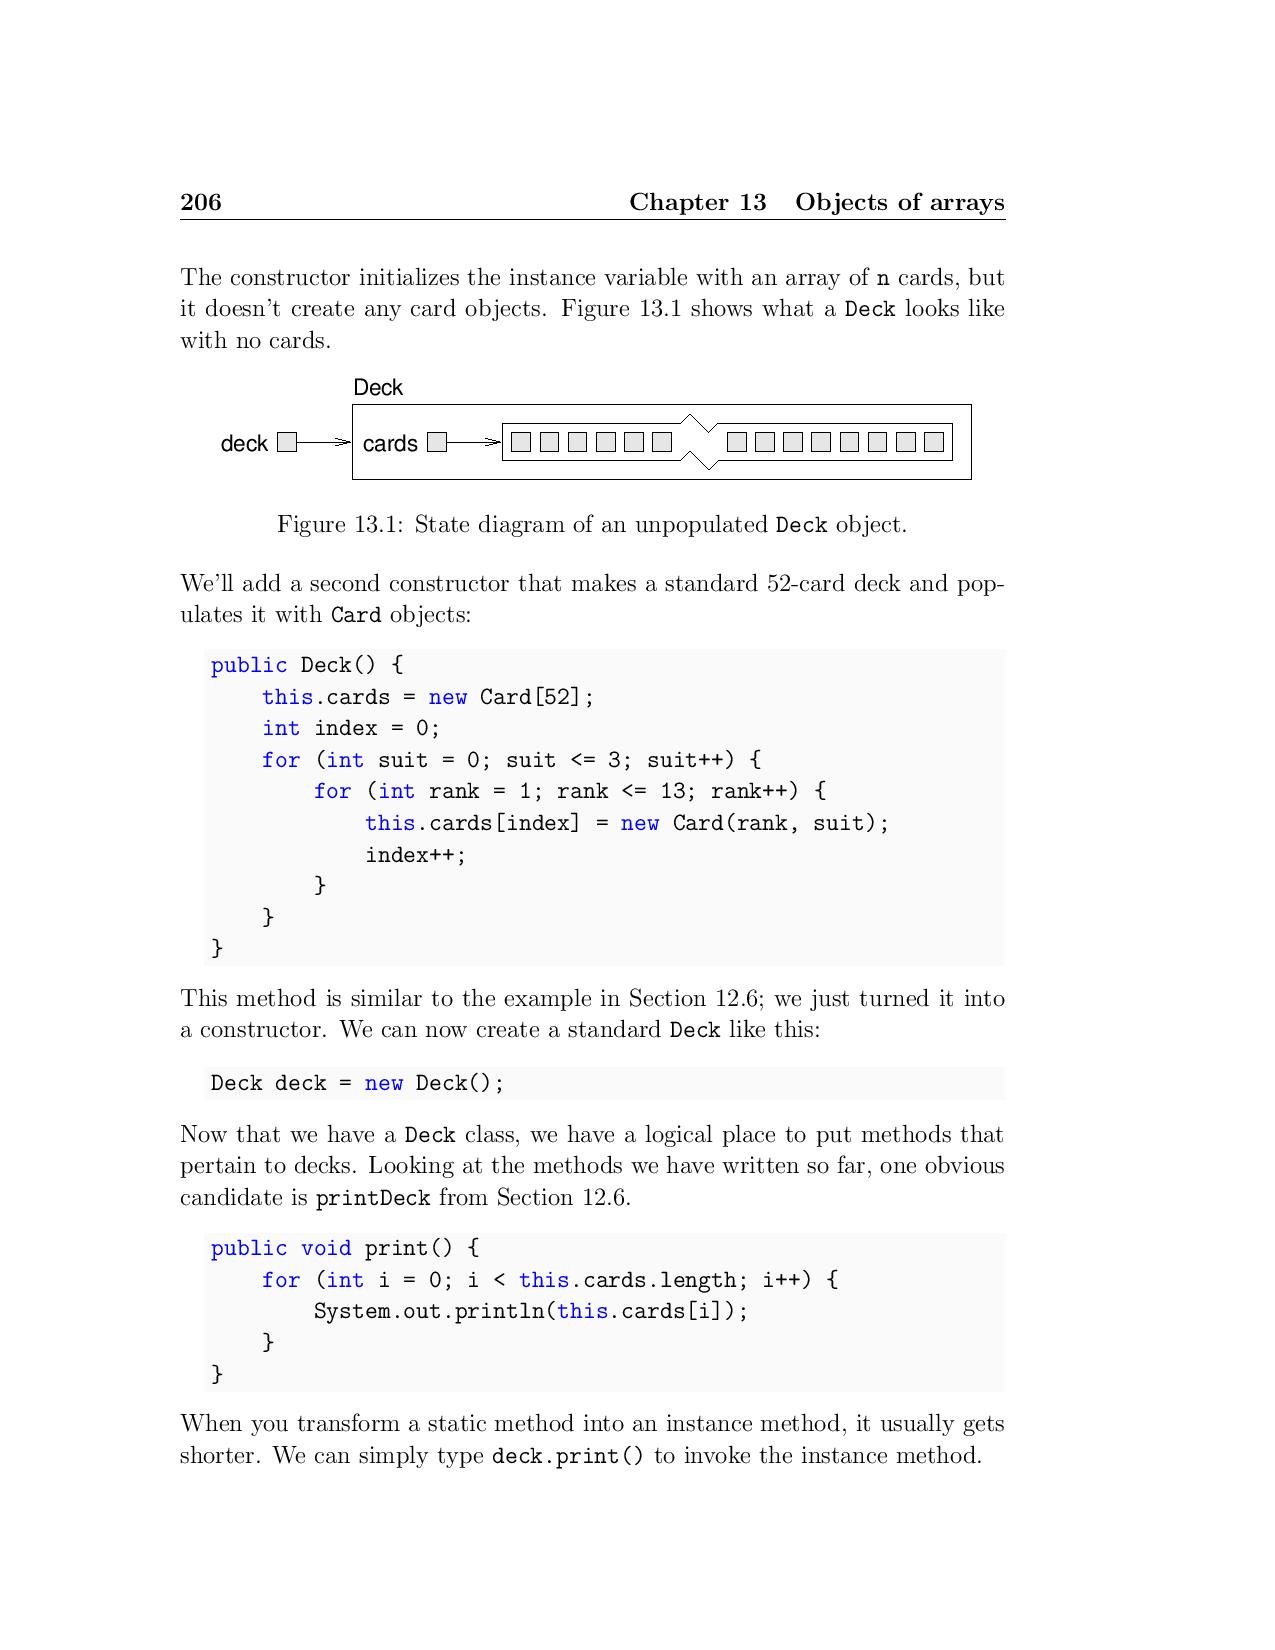 206 Chapter 13 Objects of arrays
The constructor initializes the instance variable with an array of n cards, but
it doesn't create any card objects. Figure 13.1 shows what a Deck looks like
with no cards.
Deck
deck cards
Figure 13.1: State diagram of an unpopulated Deck object.
We'll add a second constructor that makes a standard 52-card deck and pop-
ulates it with Card objects:
public Deck() {
    this.cards = new Card[52];
    int index = 0;
    for (int suit = 0; suit <= 3; suit++) {
        for (int rank = 1; rank <= 13; rank++) {
            this.cards[index] = new Card(rank, suit);
            index++;
        }
    }
}
This method is similar to the example in Section 12.6; we just turned it into
a constructor. We can now create a standard Deck like this:
Deck deck = new Deck();
Now that we have a Deck class, we have a logical place to put methods that
pertain to decks. Looking at the methods we have written so far, one obvious
candidate is printDeck from Section 12.6.
public void print() {
    for (int i = 0; i < this.cards.length; i++) {
        System.out.println(this.cards[i]);
    }
}
When you transform a static method into an instance method, it usually gets
shorter. We can simply type deck.print() to invoke the instance method.